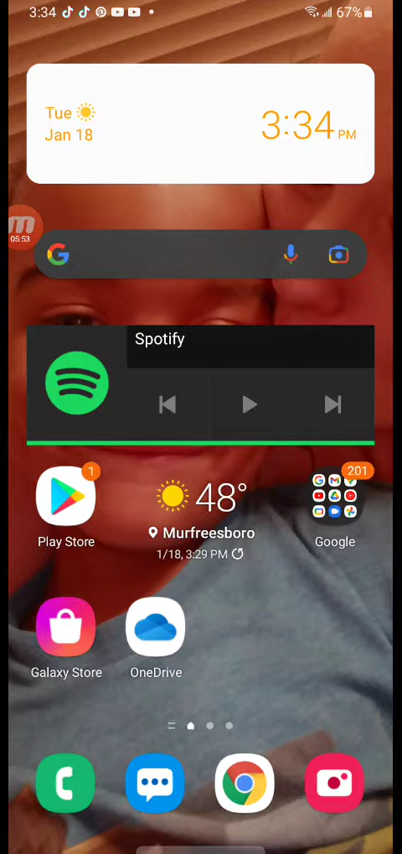 3:34
67%
Tue
Jan 18
3:34 PM
m
05:53
G
Spotify
1
48°
201
Murfreesboro
1/18, 3:29 PM
Play Store
Google
Galaxy Store
OneDrive